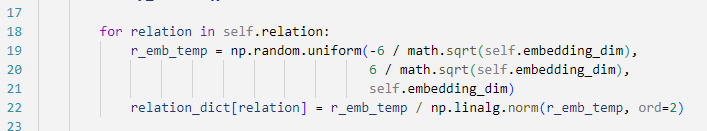 17
18 for relation in self.relation:
19 r_emb_temp = np.random.uniform(-6 / math.sqrt(self.embedding_dim),
20 6 / math.sqrt(self.embedding_dim),
21 self.embedding_dim)
22 relation_dict[relation] = r_emb_temp / np.linalg.norm(r_emb_temp, ord=2)
23